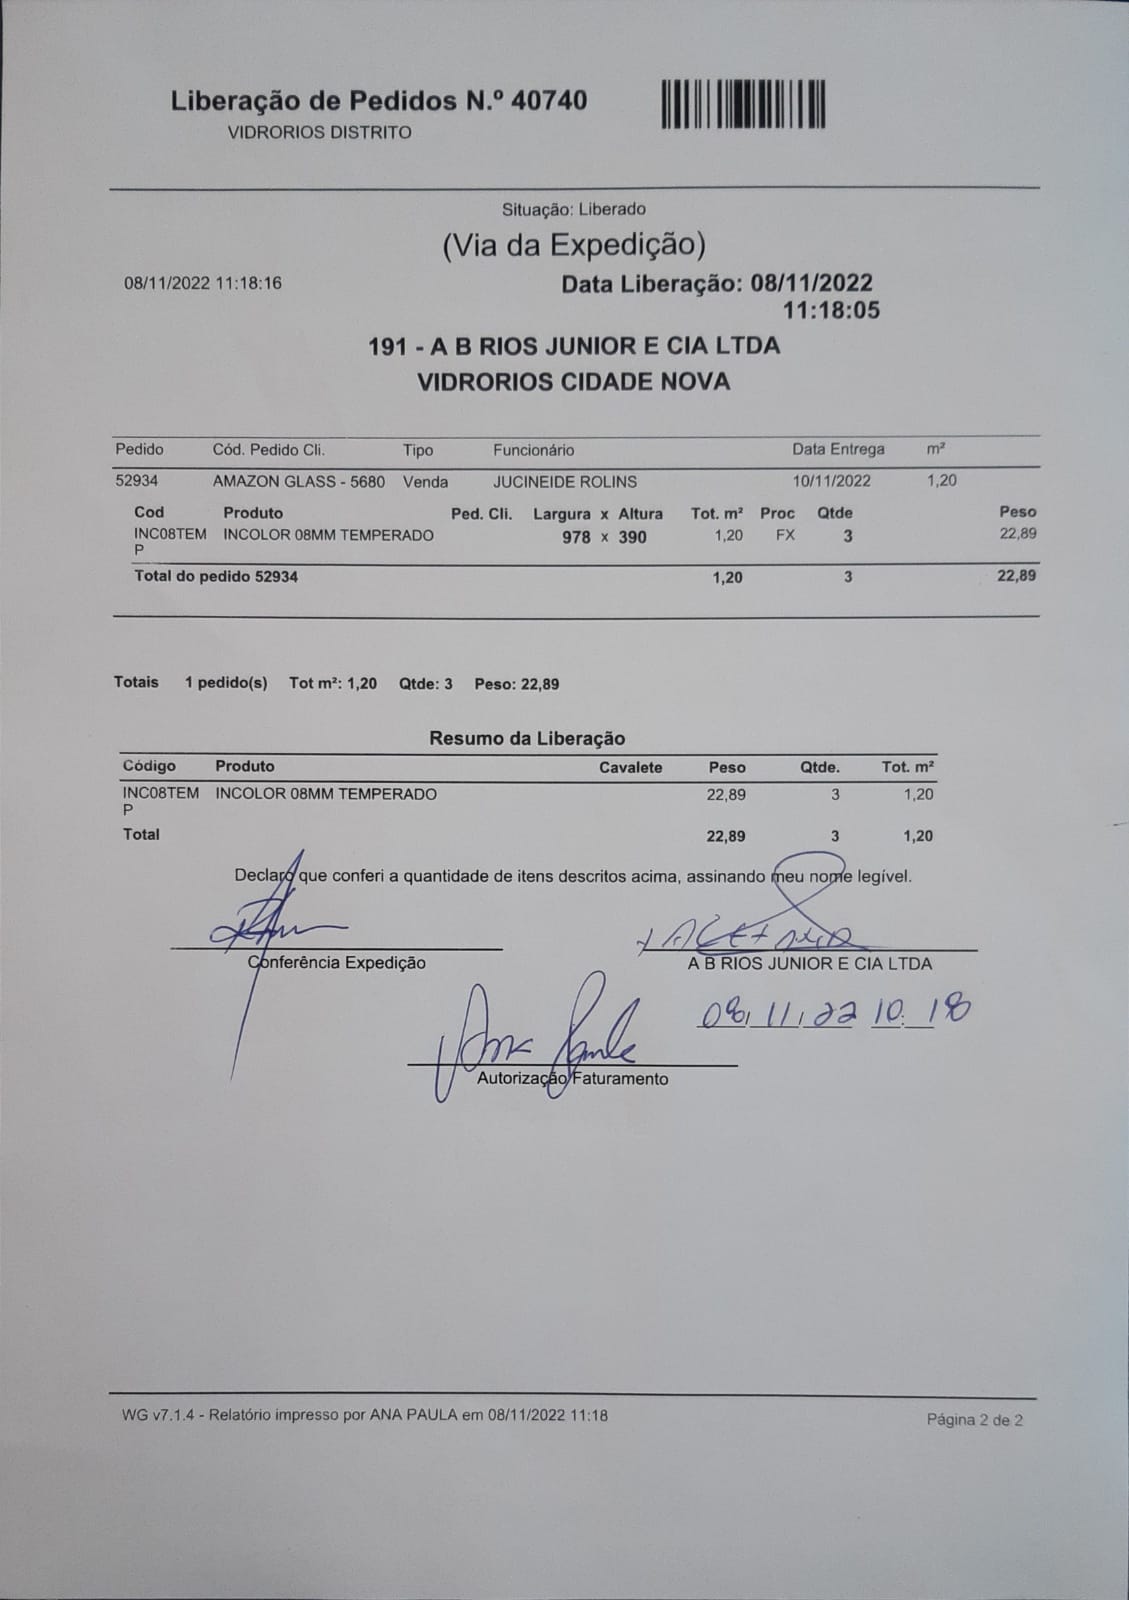 Liberação de Pedidos N.º 40740
VIDRORIOS DISTRITO
Situação: Liberado
(Via da Expedição)
08/11/2022 11:18:16 Data Liberação: 08/11/2022
11:18:05
191 - A B RIOS JUNIOR E CIA LTDA
VIDRORIOS CIDADE NOVA
Pedido Cód. Pedido Cli. Tipo Funcionário Data Entrega m²
52934 AMAZON GLASS - 5680 Venda JUCINEIDE ROLINS 10/11/2022 1,20
Cod Produto Ped. Cli. Largura x Altura Tot. m² Proc Qtde Peso
INC08TEM INCOLOR 08MM TEMPERADO 978 x 390 1,20 FX 3 22,89
P
Total do pedido 52934 1,20 3 22,89
Totais 1 pedido(s) Tot m²: 1,20 Qtde: 3 Peso: 22,89
Resumo da Liberação
Código Produto Cavalete Peso Qtde. Tot. m²
INC08TEM INCOLOR 08MM TEMPERADO 22,89 3 1,20
P
Total 22,89 3 1,20
Declaro que conferi a quantidade de itens descritos acima, assinando meu nome legível.
Conferência Expedição A B RIOS JUNIOR E CIA LTDA
08, 11, 22 10: 18
Ana Paula
Autorização Faturamento
WG v7.1.4 - Relatório impresso por ANA PAULA em 08/11/2022 11:18
Página 2 de 2